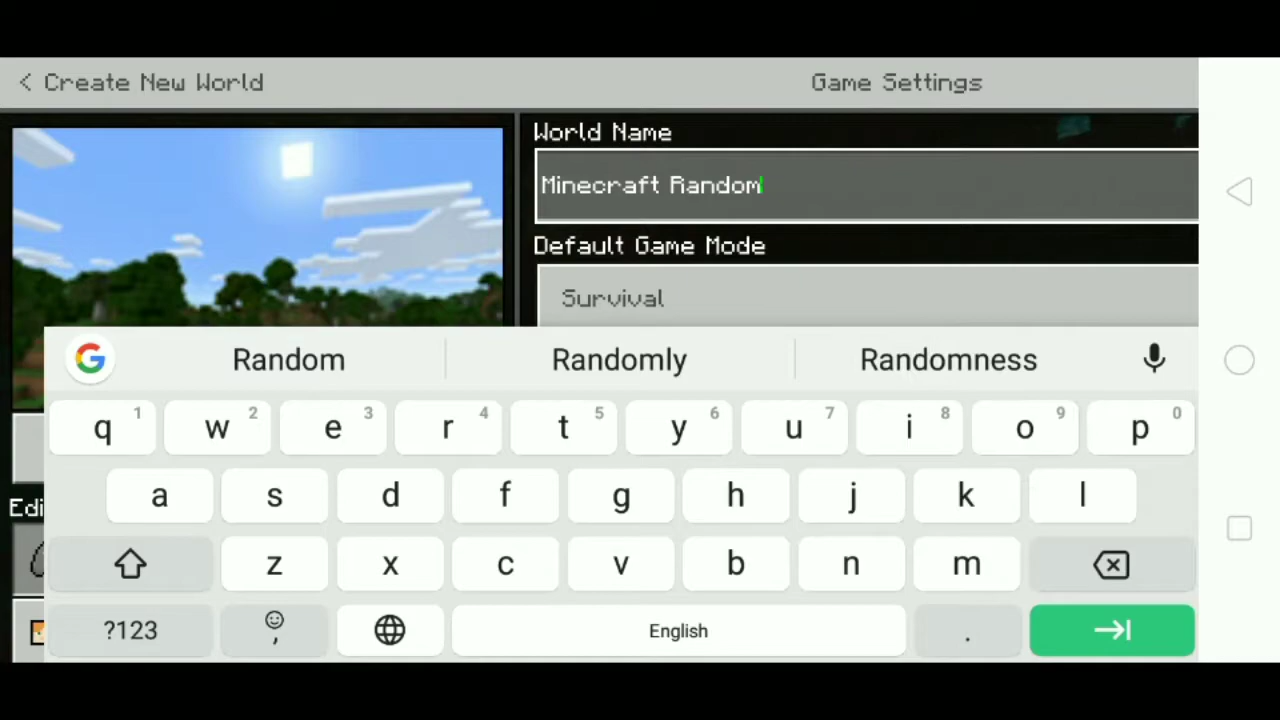 < Create New World
Game Settings
World Name
Minecraft Random
Default Game Mode
Survival
Edi
G Random Randomly Randomness
q 1 w 2 e 3 r 4 t 5 y 6 u 7 i 8 o 9 p 0
a s d f g h j k l
z x c v b n m
?123 , English .